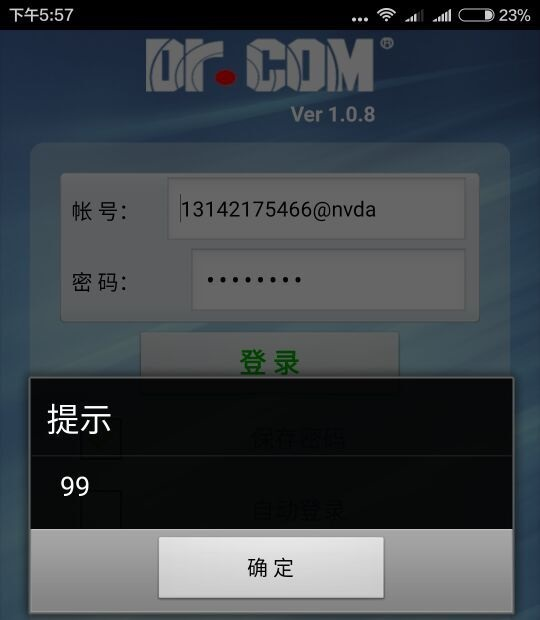 下午5:57
23%
Dr.COM®
Ver 1.0.8
帐 号：
13142175466@nvda
密 码：
••••••••
登 录
提示
保存密码
99
自动登录
确 定